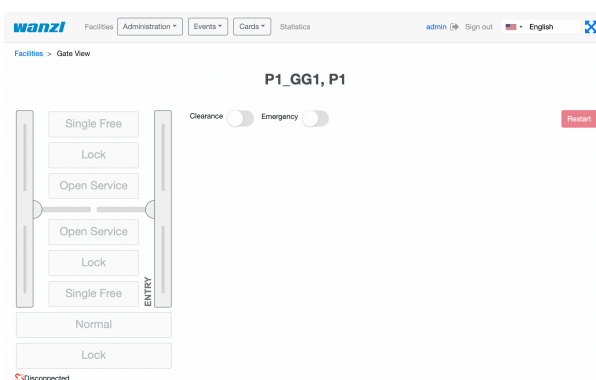 wanzl Facilities Administration Events Cards Statistics admin Sign out English
Facilities > Gate View
P1_GG1, P1
Clearance Emergency Restart
Single Free
Lock
Open Service
Open Service
Lock
Single Free
ENTRY
Normal
Lock
Disconnected